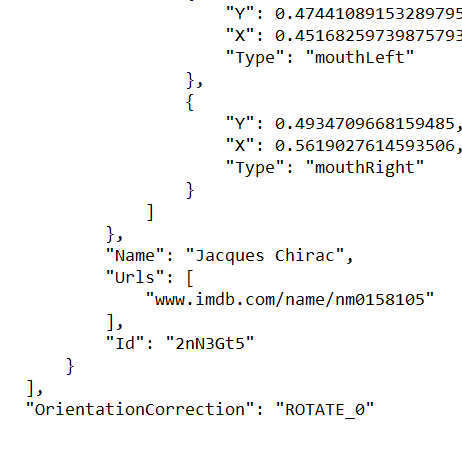 "Y": 0.47441089153289795
"X": 0.45168259739875793
"Type": "mouthLeft"
},
{
"Y": 0.4934709668159485,
"X": 0.5619027614593506,
"Type": "mouthRight"
}
]
},
"Name": "Jacques Chirac",
"Urls": [
"www.imdb.com/name/nm0158105"
],
"Id": "2nN3Gt5"
}
],
"OrientationCorrection": "ROTATE_0"